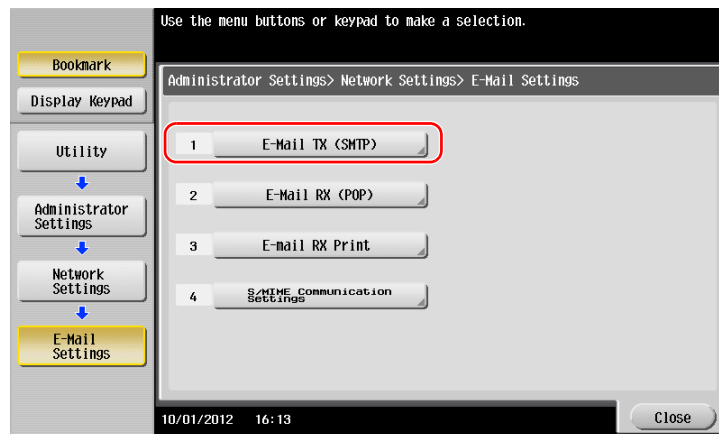 Use the menu buttons or keypad to make a selection.
Bookmark
Display Keypad
Utility
Administrator
Settings
Network
Settings
E-Mail
Settings
Administrator Settings> Network Settings> E-Mail Settings
1 E-Mail TX (SMTP)
2 E-Mail RX (POP)
3 E-mail RX Print
4 S/MIME Communication
Settings
10/01/2012 16:13
Close